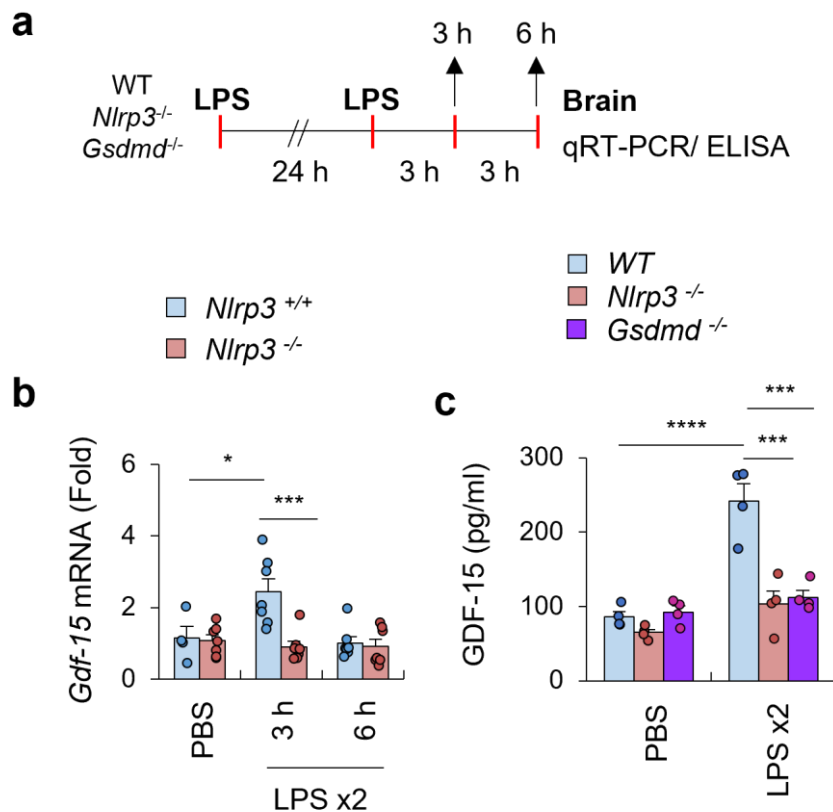 a
3 h 6 h
WT
Nlrp3-/-
Gsdmd-/-
LPS LPS Brain
qRT-PCR/ ELISA
24 h 3 h 3 h
Nlrp3 +/+
Nlrp3 -/-
WT
Nlrp3 -/-
Gsdmd -/-
b
Gdf-15 mRNA (Fold)
6
4
2
0
*
***
PBS
3 h
6 h
LPS x2
c
GDF-15 (pg/ml)
300
200
100
0
****
***
***
PBS
LPS x2